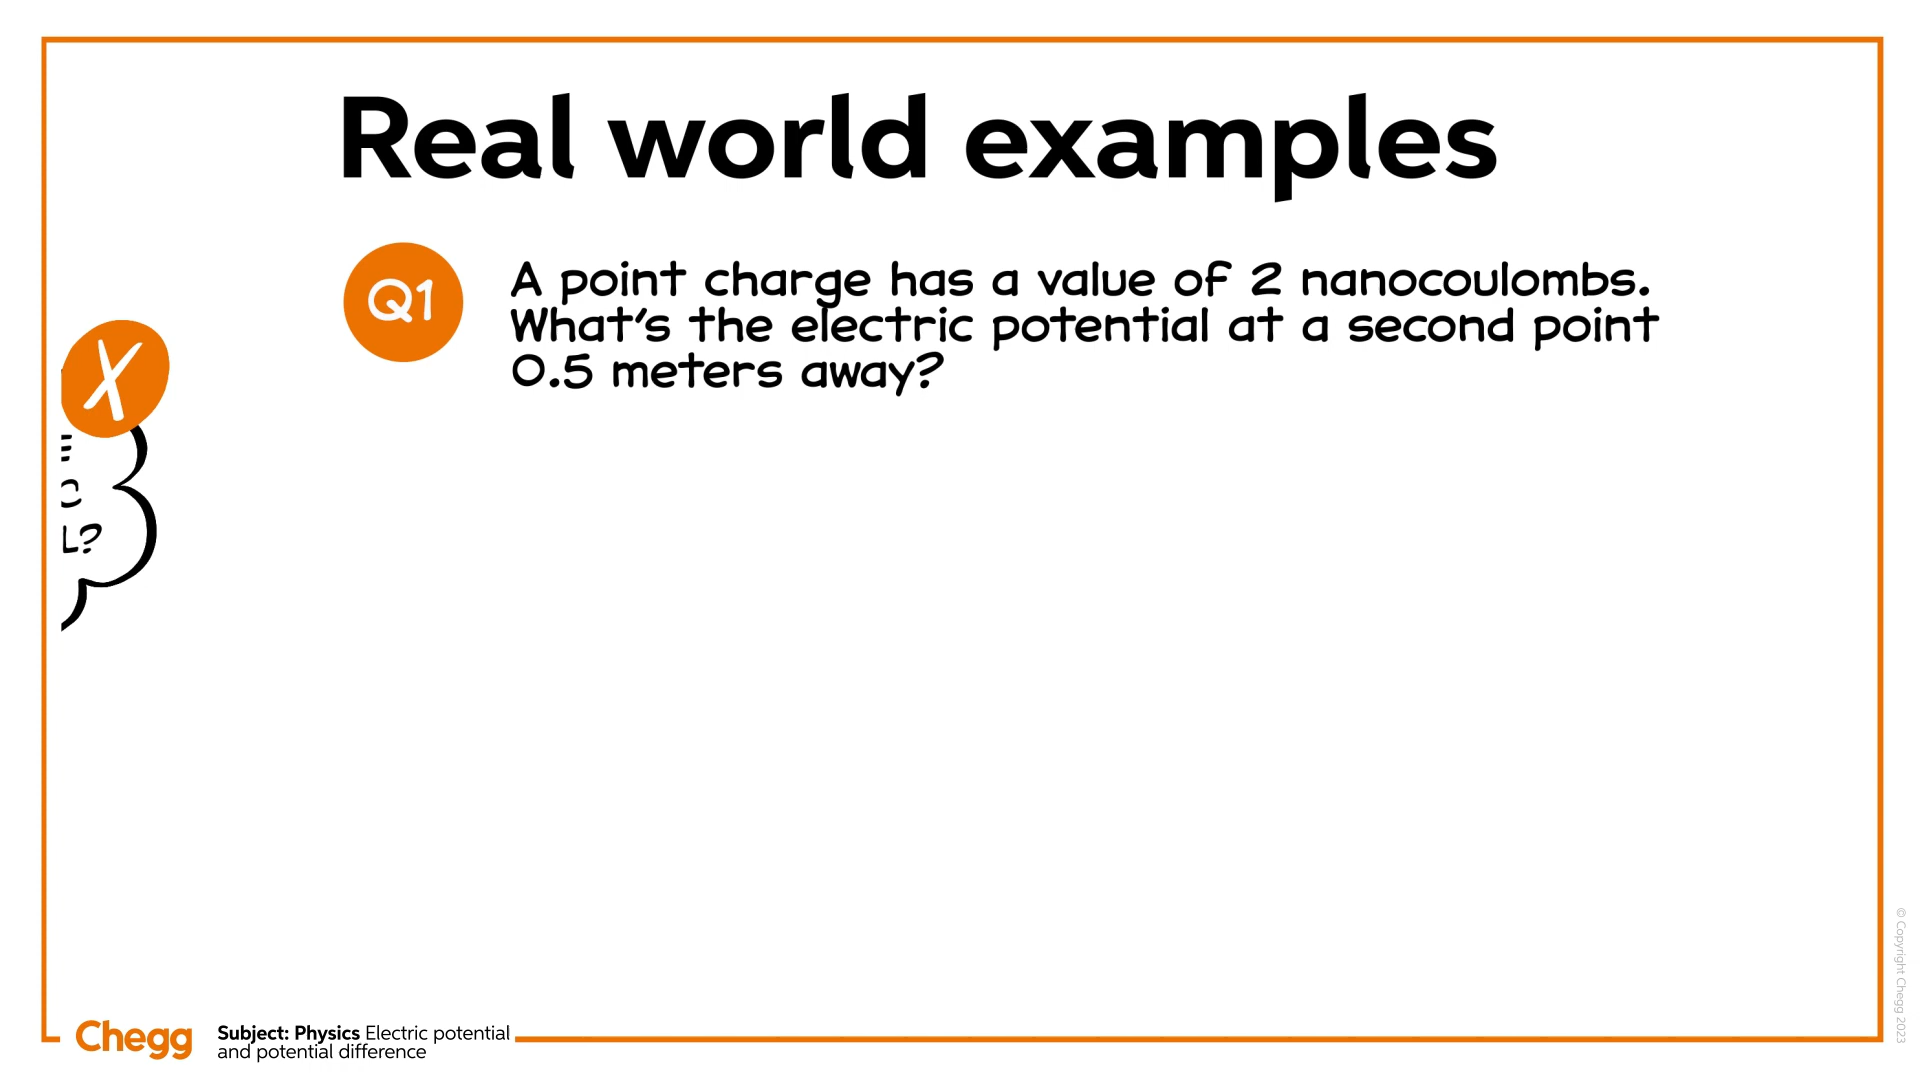 Real world examples
Q1
A point charge has a value of 2 nanocoulombs.
What's the electric potential at a second point
0.5 meters away?
X
C
L?
Chegg
Subject: Physics Electric potential
and potential difference
© Copyright Chegg 2023